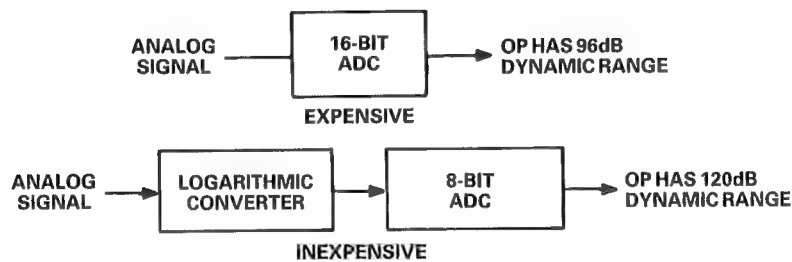 ANALOG
SIGNAL
16-BIT
ADC
OP HAS 96dB
DYNAMIC RANGE
EXPENSIVE
ANALOG
SIGNAL
LOGARITHMIC
CONVERTER
8-BIT
ADC
OP HAS 120dB
DYNAMIC RANGE
INEXPENSIVE